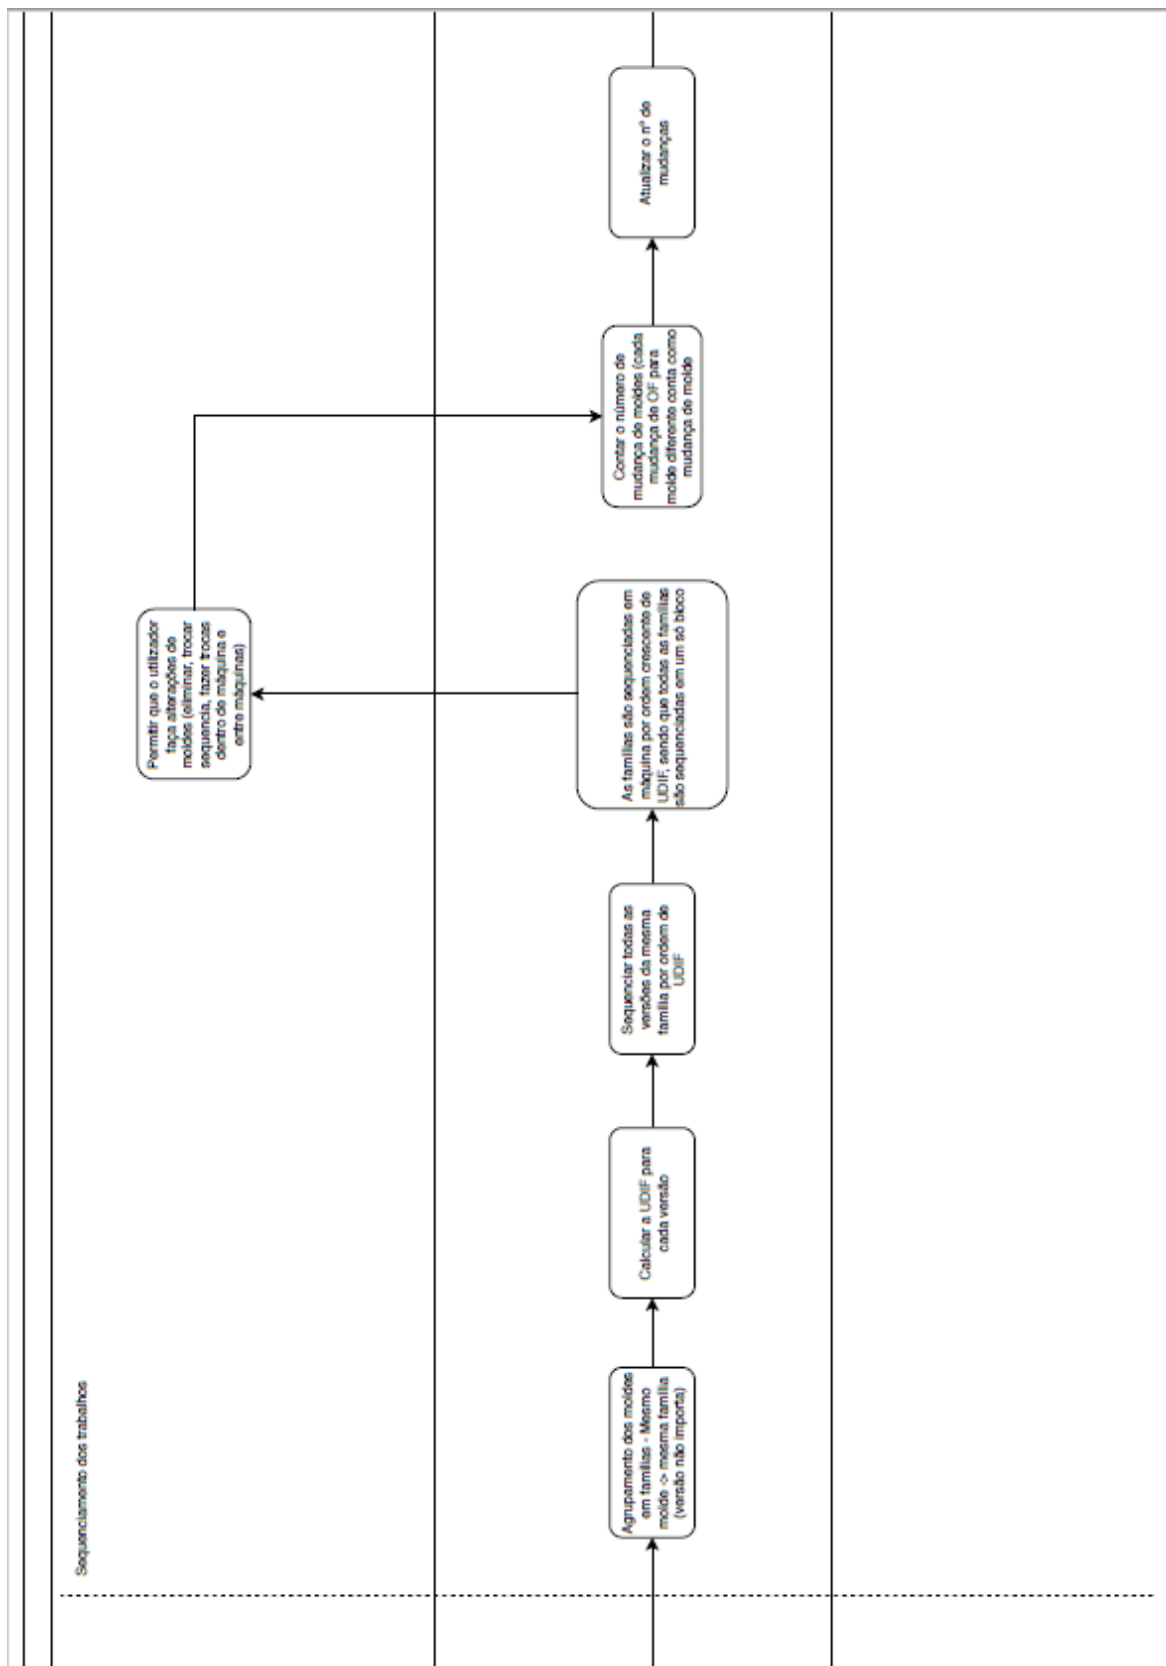 Sequenciamento dos trabalhos
Agrupamento dos moldes
em famílias - Mesmo
molde -> mesma família
(versão não importa)
Calcular a UDIF para
cada versão
Sequenciar todas as
versões da mesma
família por ordem de
UDIF
As famílias são sequenciadas em
máquina por ordem crescente de
UDIF, sendo que todas as famílias
são sequenciadas em um só bloco
Permitir que o utilizador
faça alterações de
moldes (eliminar, trocar
sequencia, fazer trocas
dentro de máquina e
entre máquinas)
Contar o número de
mudança de moldes (cada
mudança de OF para
molde diferente conta como
mudança de molde
Atualizar o nº de
mudanças